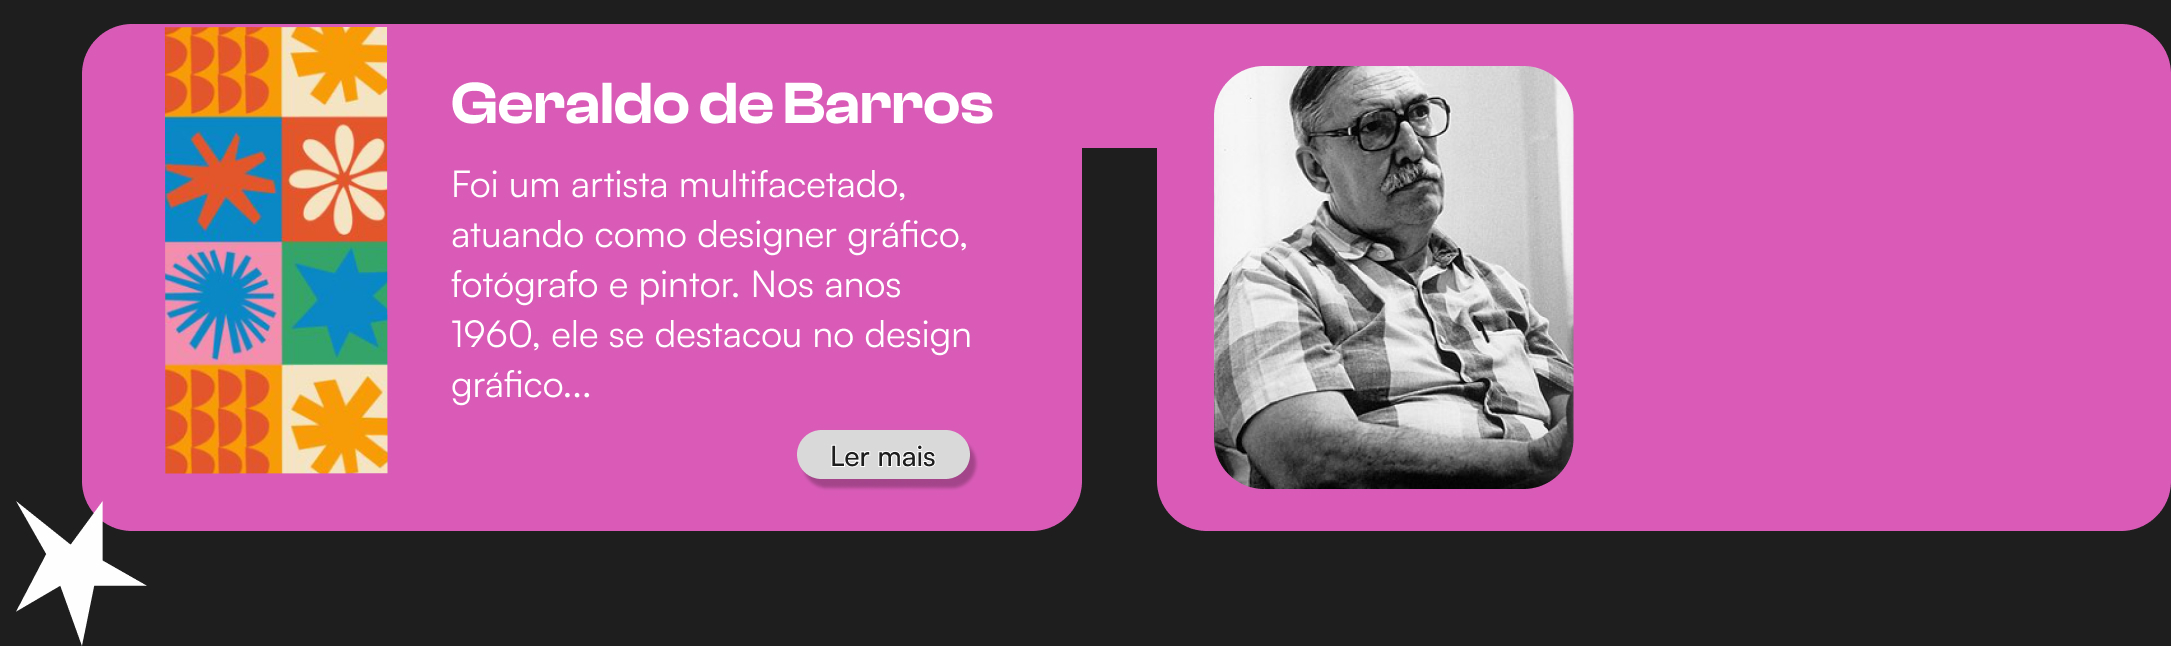 Geraldo de Barros
Foi um artista multifacetado,
atuando como designer gráfico,
fotógrafo e pintor. Nos anos
1960, ele se destacou no design
gráfico...
Ler mais